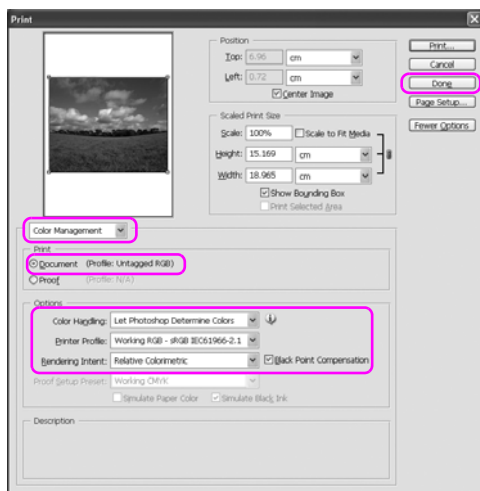 Print
Position
Top: 6.96 cm
Left: 0.72 cm
Center Image
Scaled Print Size
Scale: 100% Scale to Fit Media
Height: 15.169 cm
Width: 18.965 cm
Show Bounding Box
Print Selected Area
Print...
Cancel
Done
Page Setup...
Fewer Options
Color Management
Print
Document (Profile: Untagged RGB)
Proof (Profile: N/A)
Options
Color Handling: Let Photoshop Determine Colors
Printer Profile: Working RGB - sRGB IEC61966-2.1
Rendering Intent: Relative Colorimetric Black Point Compensation
Proof Setup Preset: Working CMYK
Simulate Paper Color Simulate Black Ink
Description